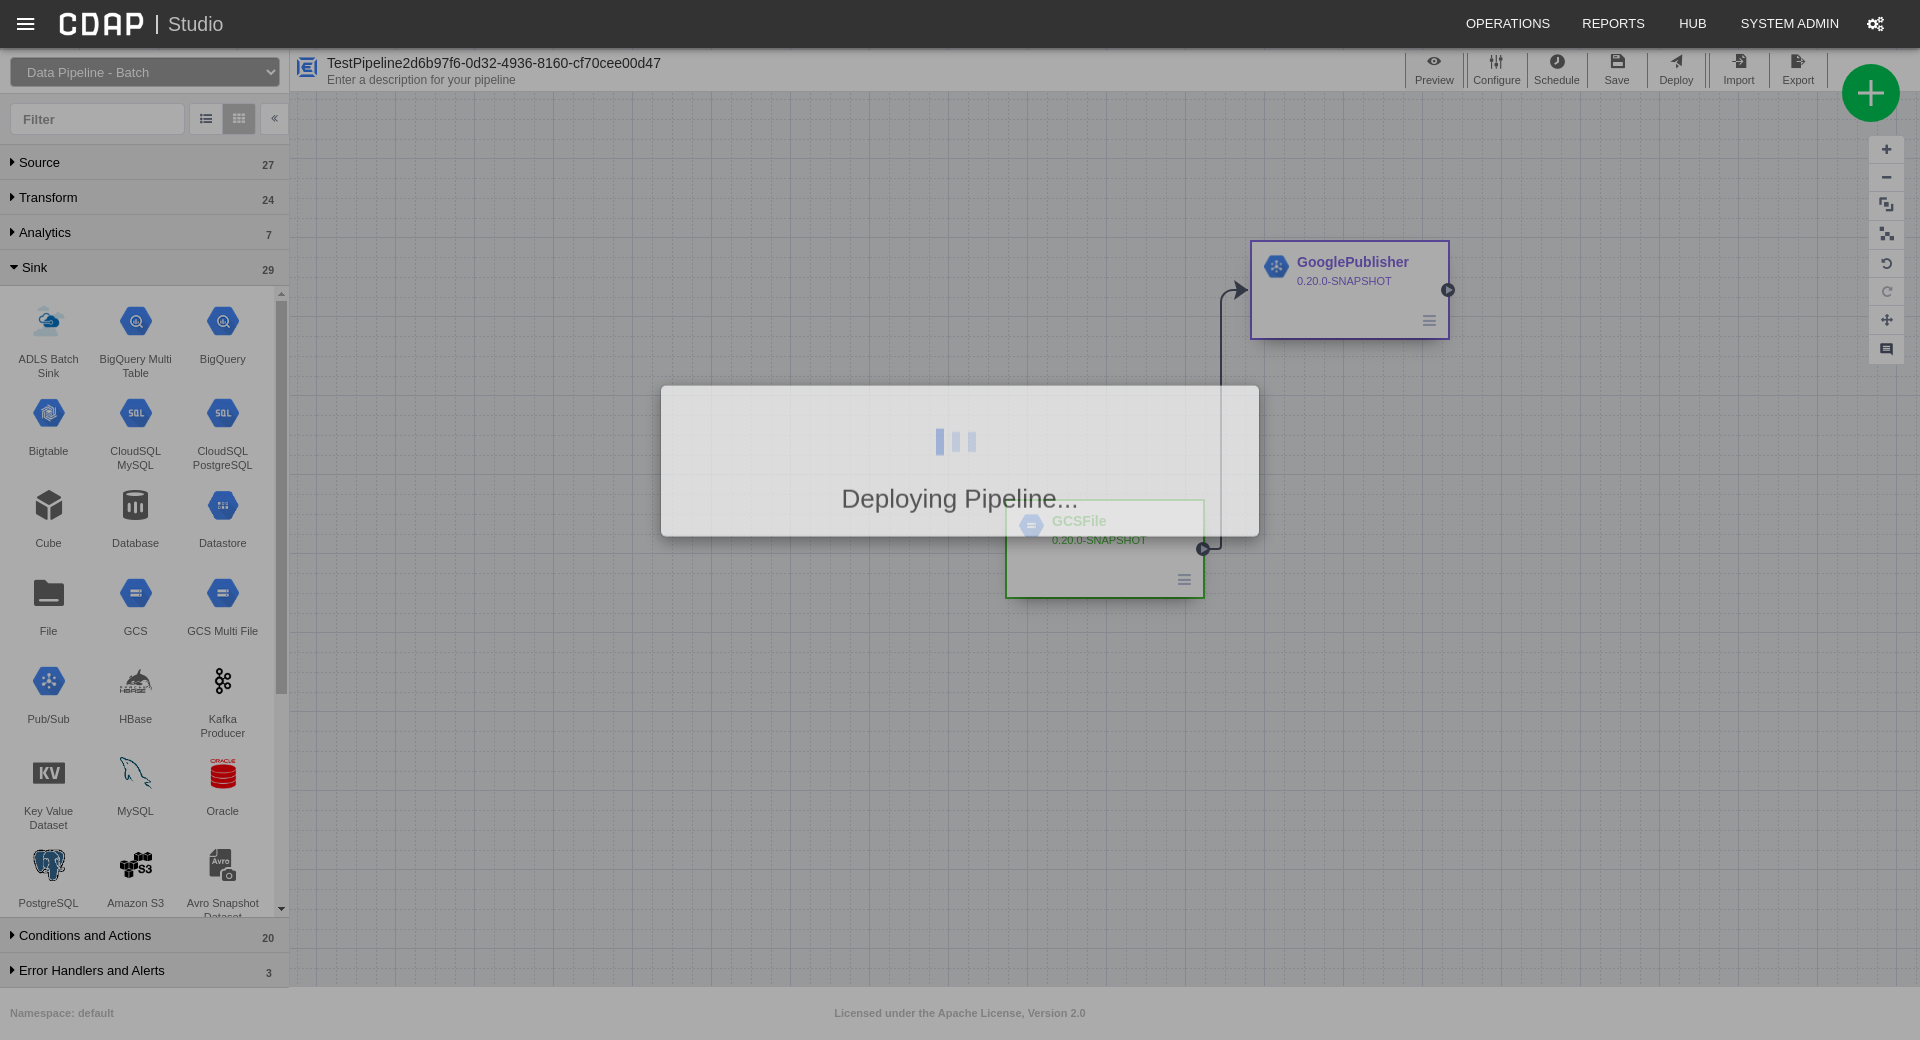 CDAP | Studio
OPERATIONS
REPORTS
HUB
SYSTEM ADMIN
Data Pipeline - Batch
TestPipeline2d6b97f6-0d32-4936-8160-cf70cee00d47
Enter a description for your pipeline
Preview
Configure
Schedule
Save
Deploy
Import
Export
Filter
Source
27
Transform
24
Analytics
7
Sink
29
ADLS Batch
Sink
BigQuery Multi
Table
BigQuery
SQL
SQL
Bigtable
CloudSQL
MySQL
CloudSQL
PostgreSQL
Cube
Database
Datastore
File
GCS
GCS Multi File
HBASE
Pub/Sub
HBase
Kafka
Producer
KV
ORACLE
Key Value
Dataset
MySQL
Oracle
S3
Avro
PostgreSQL
Amazon S3
Avro Snapshot
Dataset
Conditions and Actions
20
Error Handlers and Alerts
3
GooglePublisher
0.20.0-SNAPSHOT
Deploying Pipeline...
GCSFile
0.20.0-SNAPSHOT
Namespace: default
Licensed under the Apache License, Version 2.0